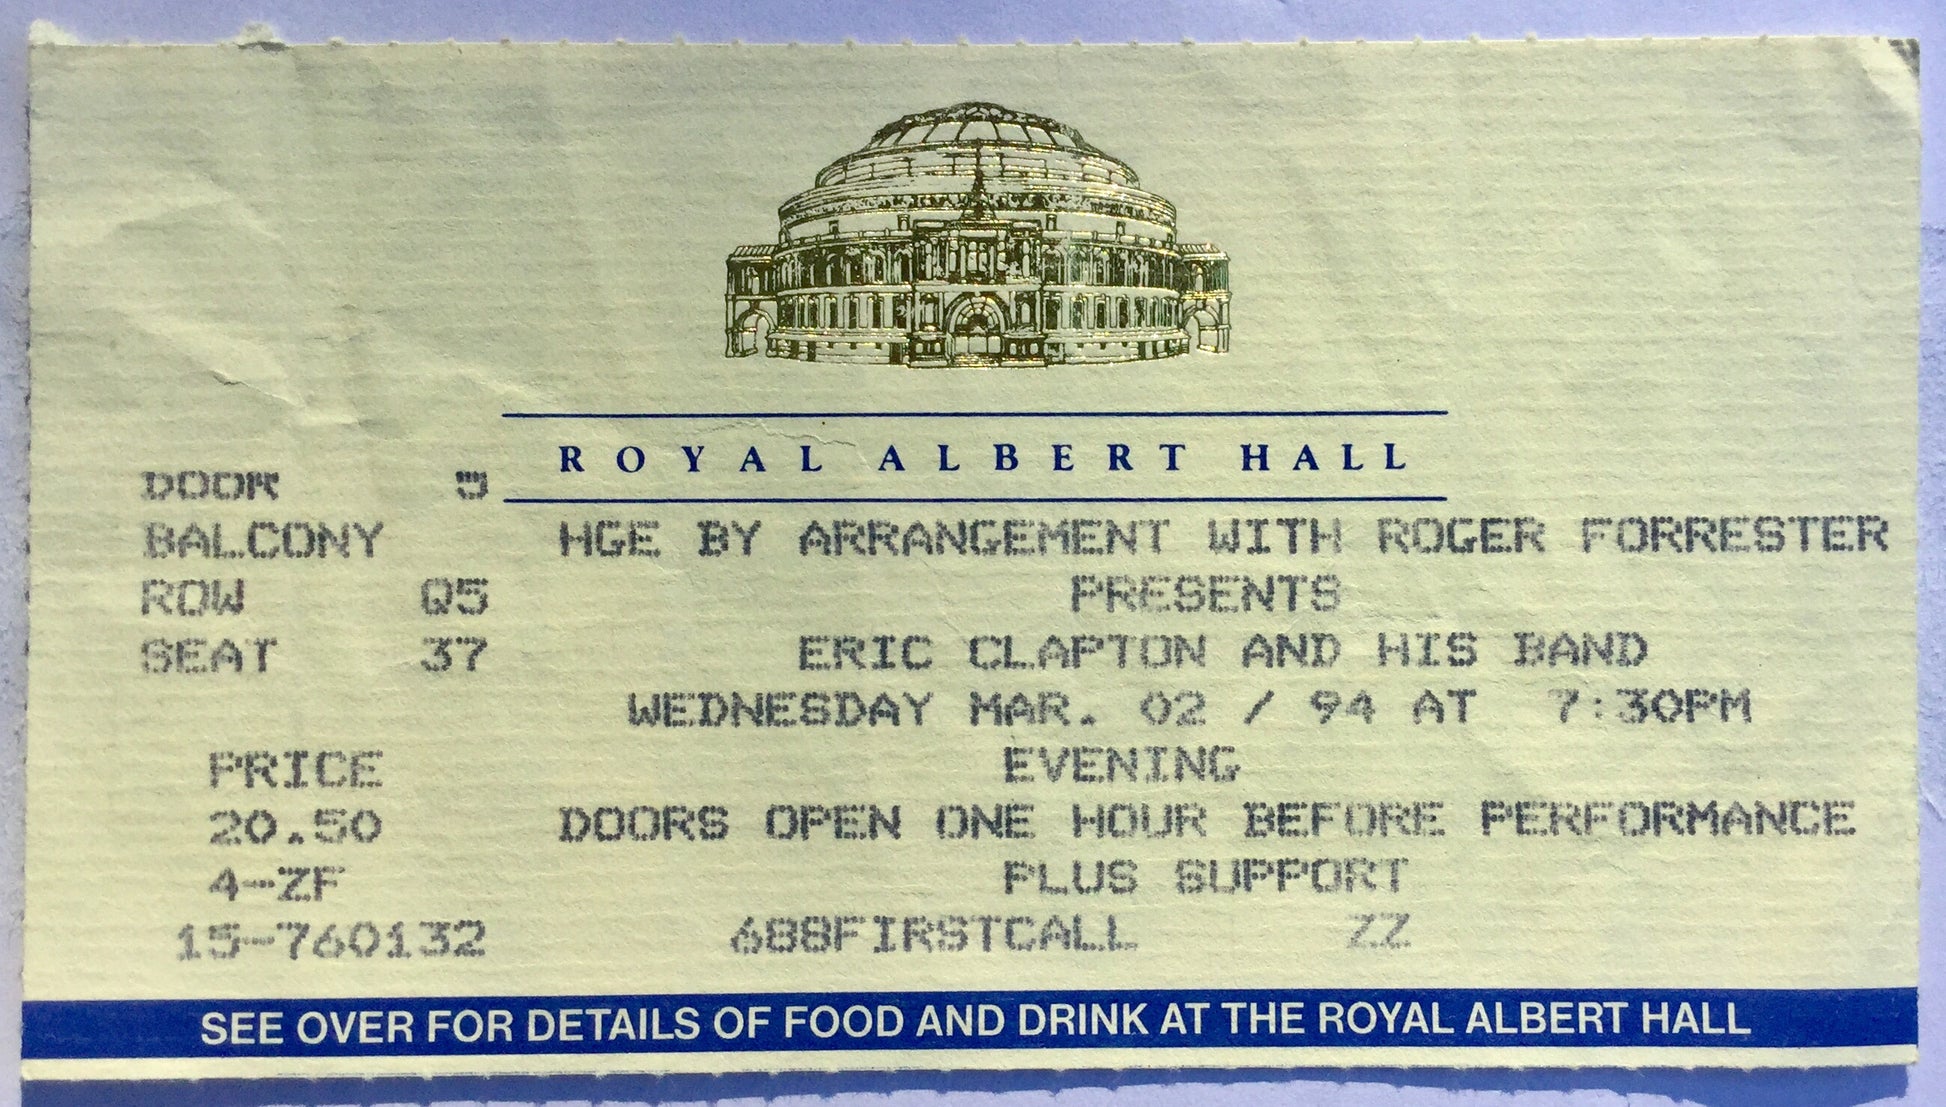 ROYAL ALBERT HALL
DOOR
BALCONY HGE BY ARRANGEMENT WITH ROGER FORRESTER
ROW Q5 PRESENTS
SEAT 37 ERIC CLAPTON AND HIS BAND
WEDNESDAY MAR. 02 / 94 AT 7:30PM
PRICE EVENING
20.50 DOORS OPEN ONE HOUR BEFORE PERFORMANCE
4-ZF PLUS SUPPORT
15-760132 688FIRSTCALL ZZ
SEE OVER FOR DETAILS OF FOOD AND DRINK AT THE ROYAL ALBERT HALL